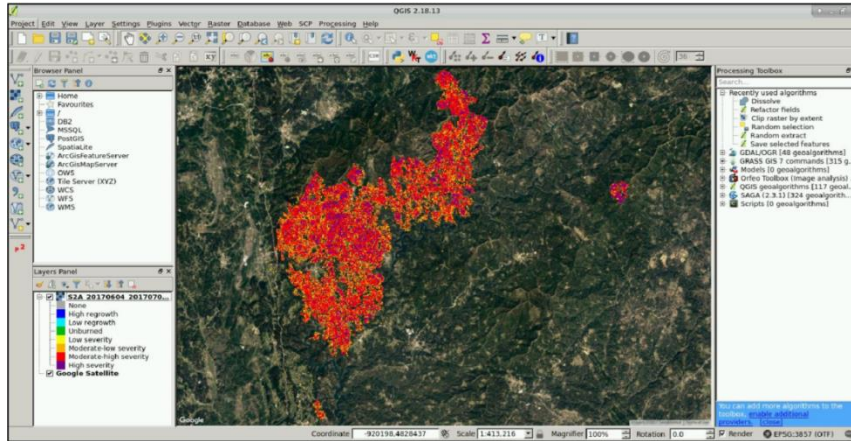 QGIS 2.18.13
Project Edit View Layer Settings Plugins Vector Raster Database Web SCP Processing Help
Browser Panel
Home
Favourites
/
DB2
MSSQL
PostGIS
SpatiaLite
ArcGisFeatureServer
ArcGisMapServer
OWS
Tile Server (XYZ)
WCS
WFS
WMS
Layers Panel
S2A_20170604_2017070...
None
High regrowth
Low regrowth
Unburned
Low severity
Moderate-low severity
Moderate-high severity
High severity
Google Satellite
Google
Processing Toolbox
Search...
Recently used algorithms
Dissolve
Refactor fields
Clip raster by extent
Random selection
Random extract
Save selected features
GDAL/OGR [48 geoalgorithms]
GRASS GIS 7 commands [315 g...
Models [0 geoalgorithms]
Orfeo Toolbox (Image analysis) ...
QGIS geoalgorithms [117 geoal...
SAGA (2.3.1) [324 geoalgorith...
Scripts [0 geoalgorithms]
You can add more algorithms to the
toolbox, enable additional
providers. [close]
Coordinate -920198,4828437 Scale 1:413.216 Magnifier 100% Rotation 0.0 Render EPSG:3857 (OTF)